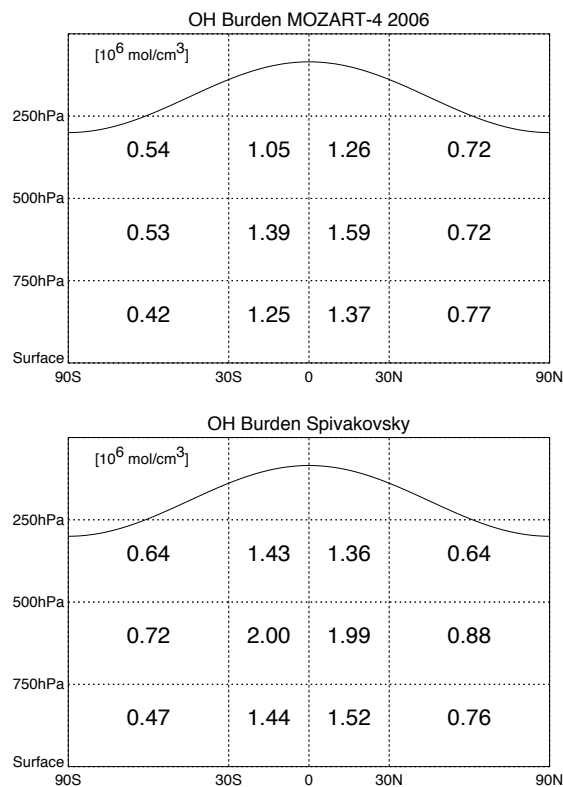 OH Burden MOZART-4 2006
[10^6 mol/cm^3]
250hPa
0.54 1.05 1.26 0.72
500hPa
0.53 1.39 1.59 0.72
750hPa
0.42 1.25 1.37 0.77
Surface
90S 30S 0 30N 90N
OH Burden Spivakovsky
[10^6 mol/cm^3]
250hPa
0.64 1.43 1.36 0.64
500hPa
0.72 2.00 1.99 0.88
750hPa
0.47 1.44 1.52 0.76
Surface
90S 30S 0 30N 90N